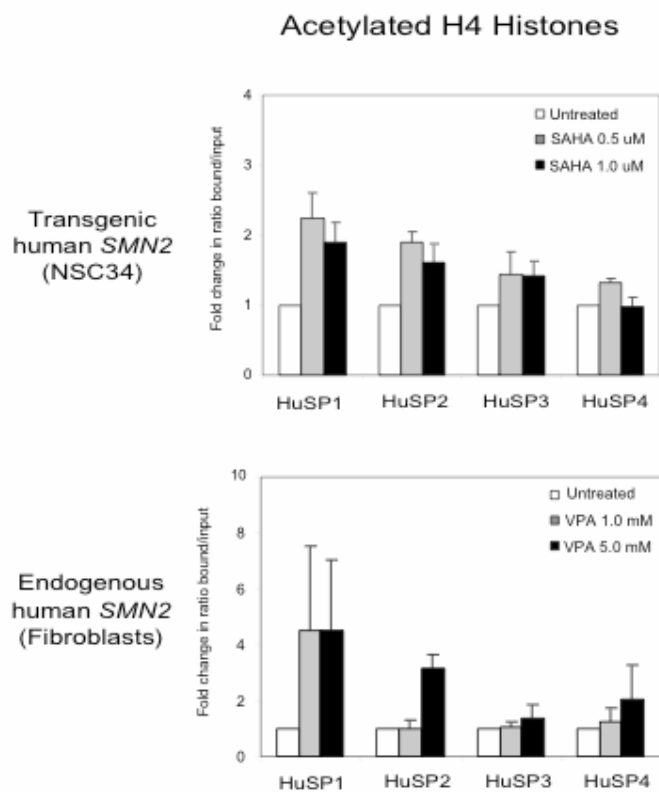 Acetylated H4 Histones
Transgenic
human SMN2
(NSC34)
Fold change in ratio bound/input
4
3
2
1
0
Untreated
SAHA 0.5 uM
SAHA 1.0 uM
HuSP1 HuSP2 HuSP3 HuSP4
Endogenous
human SMN2
(Fibroblasts)
Fold change in ratio bound/input
10
8
6
4
2
0
Untreated
VPA 1.0 mM
VPA 5.0 mM
HuSP1 HuSP2 HuSP3 HuSP4